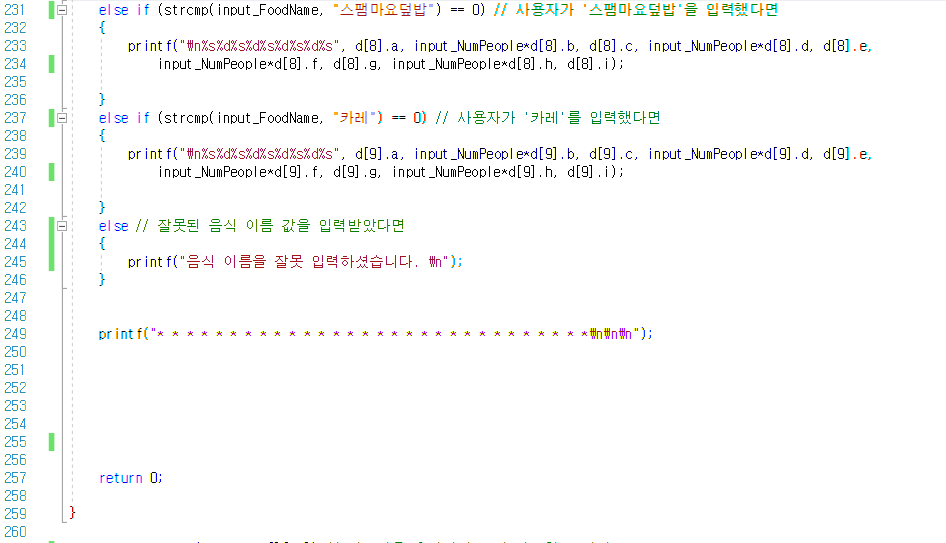 231 else if (strcmp(input_FoodName, "스팸마요덮밥") == 0) // 사용자가 '스팸마요덮밥'을 입력했다면
232 {
233 printf("₩n%s%d%s%d%s%d%s%d%s", d[8].a, input_NumPeople*d[8].b, d[8].c, input_NumPeople*d[8].d, d[8].e,
234 input_NumPeople*d[8].f, d[8].g, input_NumPeople*d[8].h, d[8].i);
235
236 }
237 else if (strcmp(input_FoodName, "카레") == 0) // 사용자가 '카레'를 입력했다면
238 {
239 printf("₩n%s%d%s%d%s%d%s%d%s", d[9].a, input_NumPeople*d[9].b, d[9].c, input_NumPeople*d[9].d, d[9].e,
240 input_NumPeople*d[9].f, d[9].g, input_NumPeople*d[9].h, d[9].i);
241
242 }
243 else // 잘못된 음식 이름 값을 입력받았다면
244 {
245 printf("음식 이름을 잘못 입력하셨습니다. ₩n");
246 }
247
248
249 printf("* * * * * * * * * * * * * * * * * * * * * * * * * * * * * *₩n₩n₩n");
250
251
252
253
254
255
256
257 return 0;
258
259 }
260